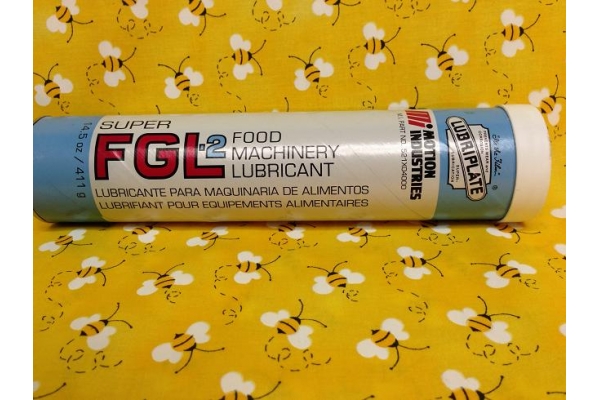 SUPER
FGL-2
FOOD
MACHINERY
LUBRICANT
LUBRICANTE PARA MAQUINARIA DE ALIMENTOS
LUBRIFIANT POUR EQUIPEMENTS ALIMENTAIRES
14.5 oz / 411 g
MOTION
INDUSTRIES
LUBRIPLATE